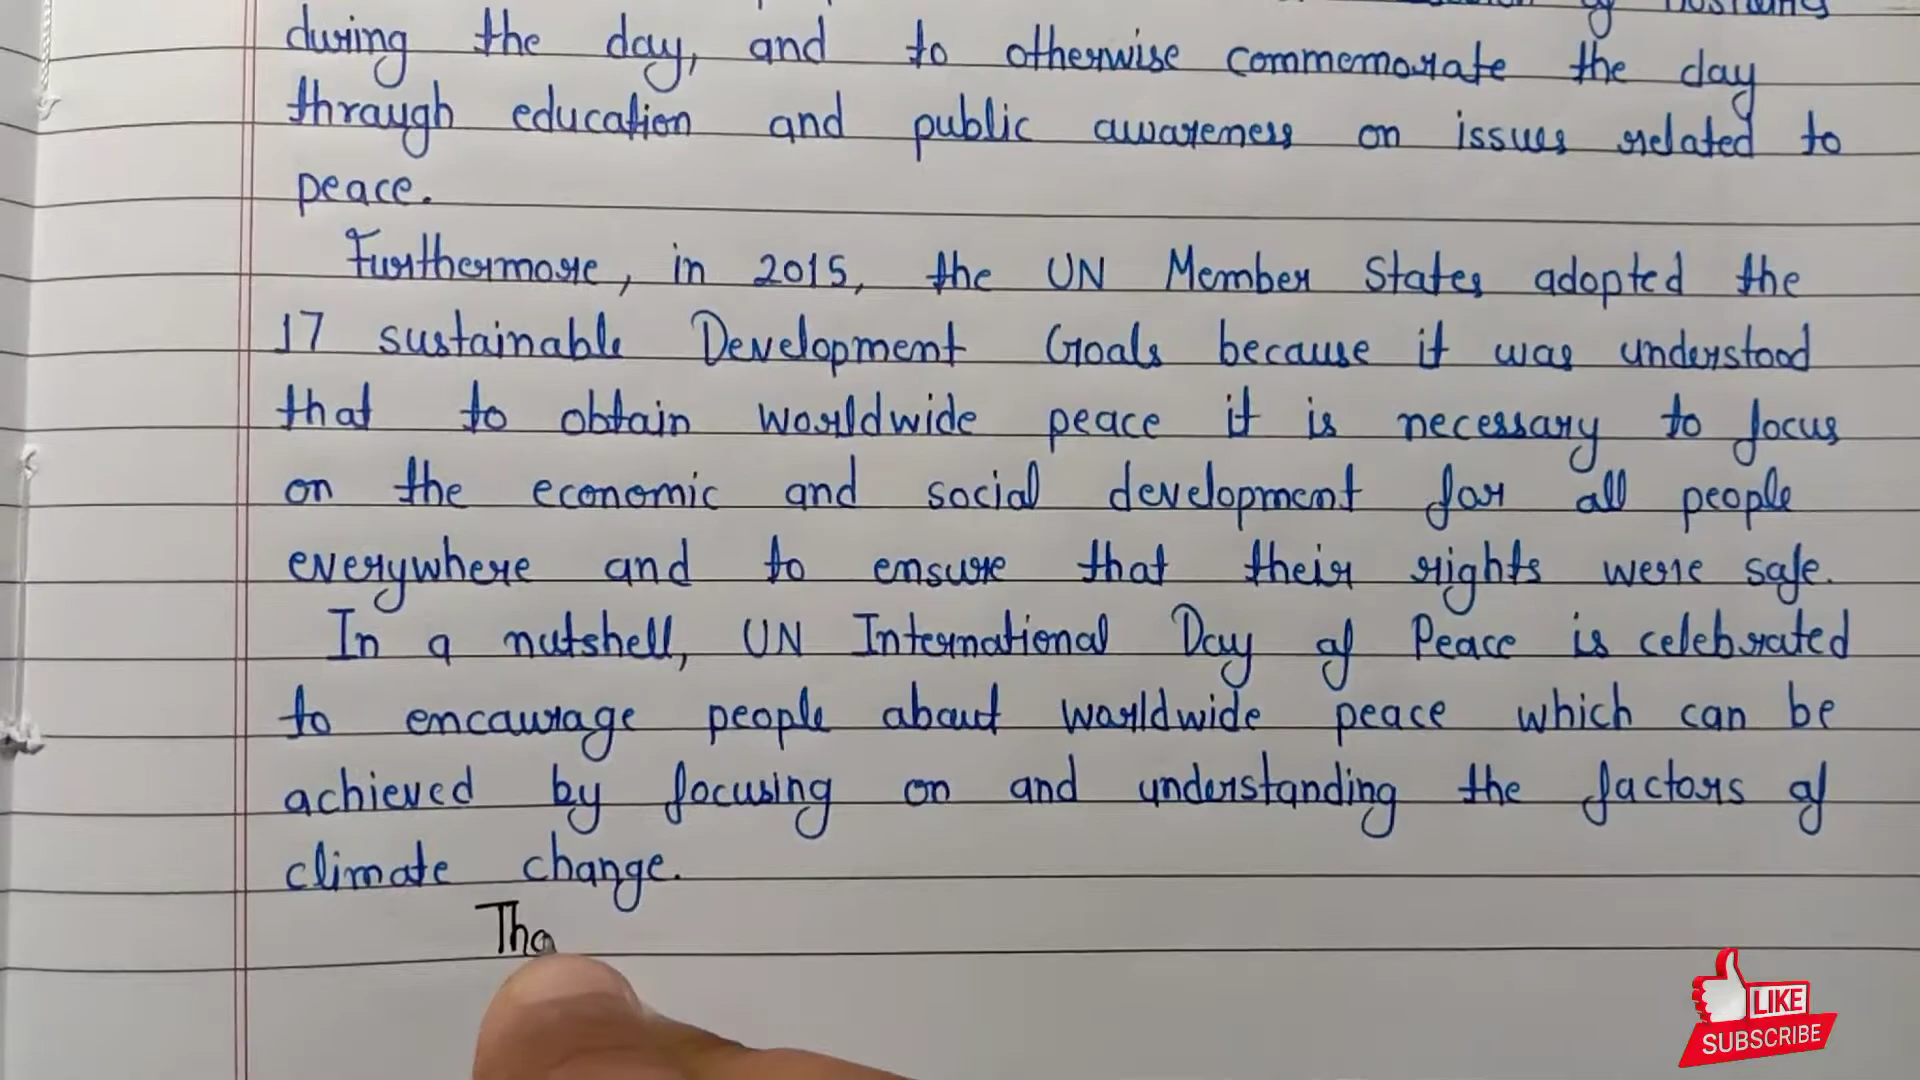 during the day, and to otherwise commemorate the day
through education and public awareness on issues related to
peace.
Furthermore, in 2015, the UN Member States adopted the
17 sustainable Development Goals because it was understood
that to obtain worldwide peace it is necessary to focus
on the economic and social development for all people
everywhere and to ensure that their rights were safe.
In a nutshell, UN International Day of Peace is celebrated
to encourage people about worldwide peace which can be
achieved by focusing on and understanding the factors of
climate change.
Tha
LIKE
SUBSCRIBE